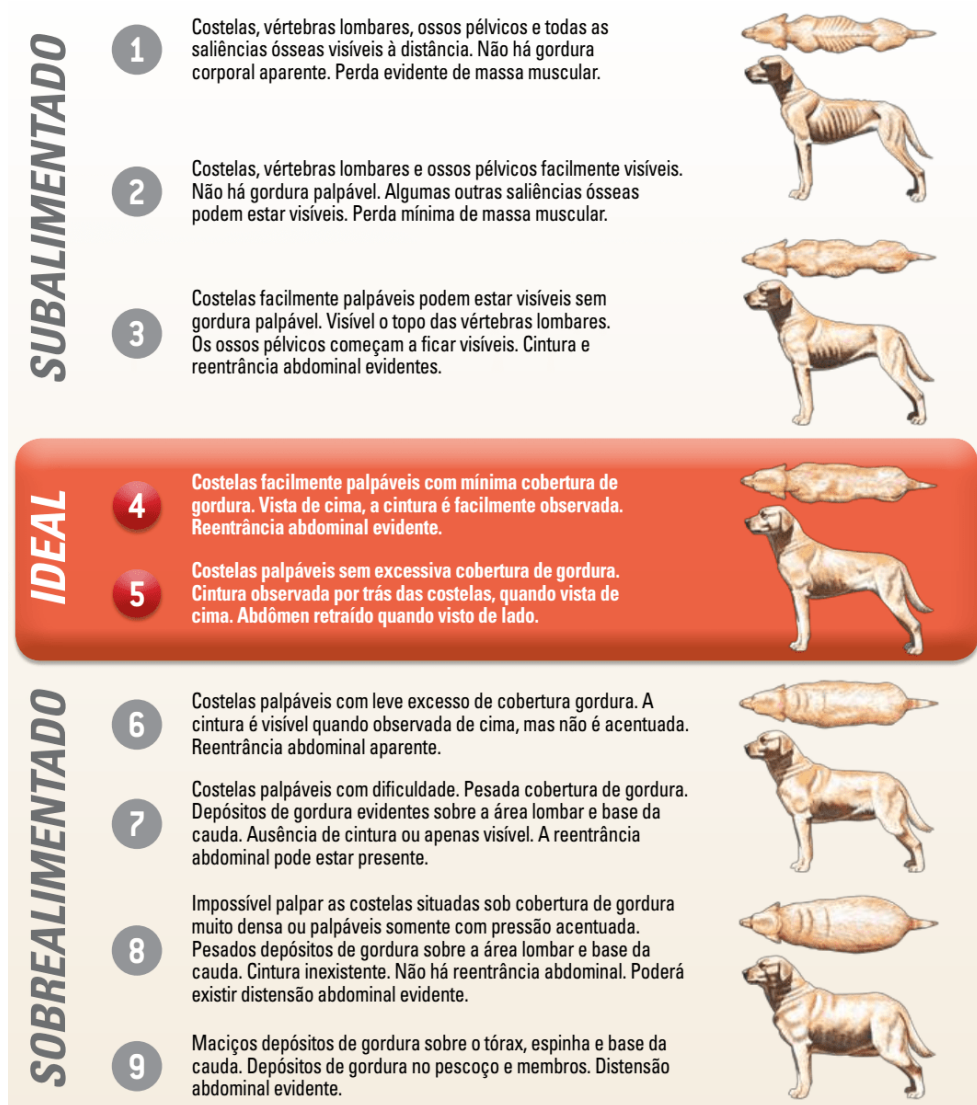 SUBALIMENTADO
1
Costelas, vértebras lombares, ossos pélvicos e todas as
saliências ósseas visíveis à distância. Não há gordura
corporal aparente. Perda evidente de massa muscular.
2
Costelas, vértebras lombares e ossos pélvicos facilmente visíveis.
Não há gordura palpável. Algumas outras saliências ósseas
podem estar visíveis. Perda mínima de massa muscular.
3
Costelas facilmente palpáveis podem estar visíveis sem
gordura palpável. Visível o topo das vértebras lombares.
Os ossos pélvicos começam a ficar visíveis. Cintura e
reentrância abdominal evidentes.
IDEAL
4
Costelas facilmente palpáveis com mínima cobertura de
gordura. Vista de cima, a cintura é facilmente observada.
Reentrância abdominal evidente.
5
Costelas palpáveis sem excessiva cobertura de gordura.
Cintura observada por trás das costelas, quando vista de
cima. Abdômen retraído quando visto de lado.
SOBREALIMENTADO
6
Costelas palpáveis com leve excesso de cobertura gordura. A
cintura é visível quando observada de cima, mas não é acentuada.
Reentrância abdominal aparente.
7
Costelas palpáveis com dificuldade. Pesada cobertura de gordura.
Depósitos de gordura evidentes sobre a área lombar e base da
cauda. Ausência de cintura ou apenas visível. A reentrância
abdominal pode estar presente.
8
Impossível palpar as costelas situadas sob cobertura de gordura
muito densa ou palpáveis somente com pressão acentuada.
Pesados depósitos de gordura sobre a área lombar e base da
cauda. Cintura inexistente. Não há reentrância abdominal. Poderá
existir distensão abdominal evidente.
9
Maciços depósitos de gordura sobre o tórax, espinha e base da
cauda. Depósitos de gordura no pescoço e membros. Distensão
abdominal evidente.